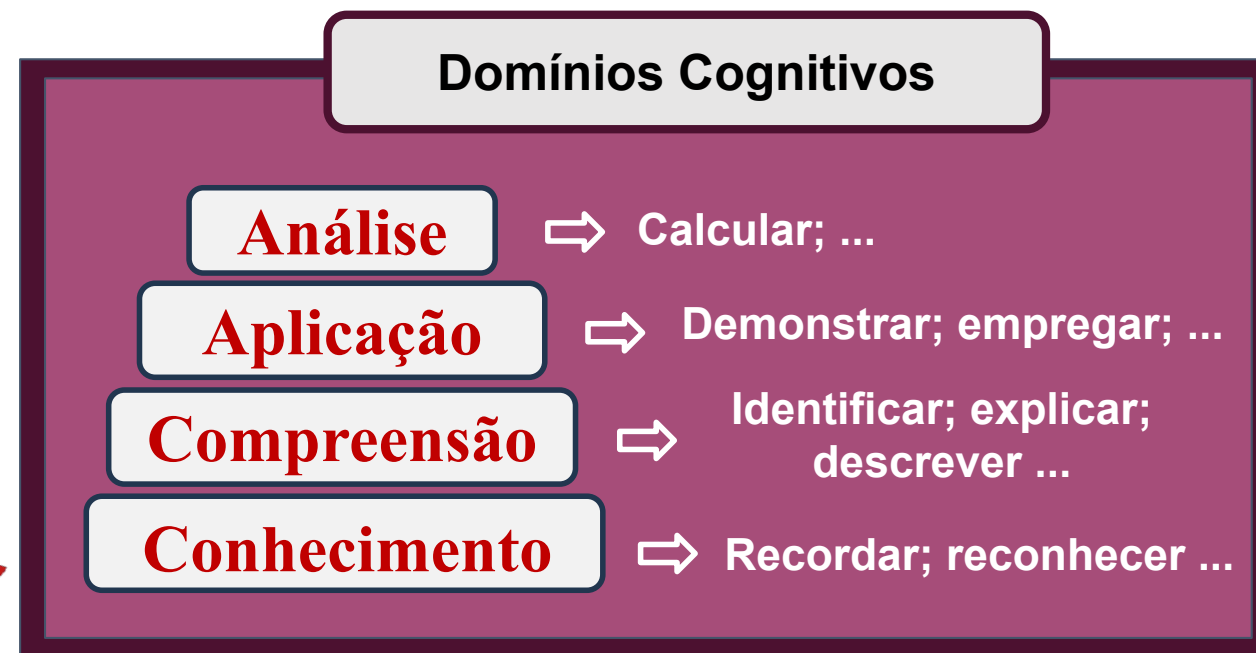 Domínios Cognitivos
Análise
Calcular; ...
Aplicação
Demonstrar; empregar; ...
Compreensão
Identificar; explicar;
descrever ...
Conhecimento
Recordar; reconhecer ...